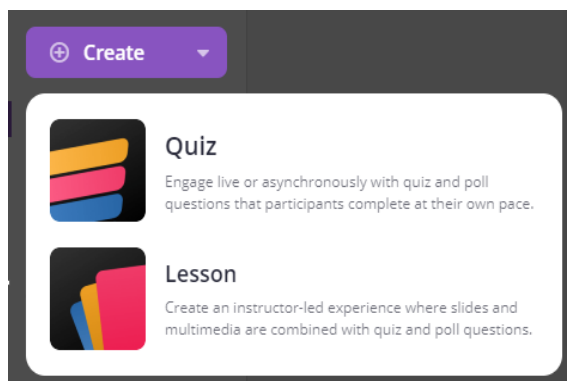 Create
Quiz
Engage live or asynchronously with quiz and poll
questions that participants complete at their own pace.
Lesson
Create an instructor-led experience where slides and
multimedia are combined with quiz and poll questions.